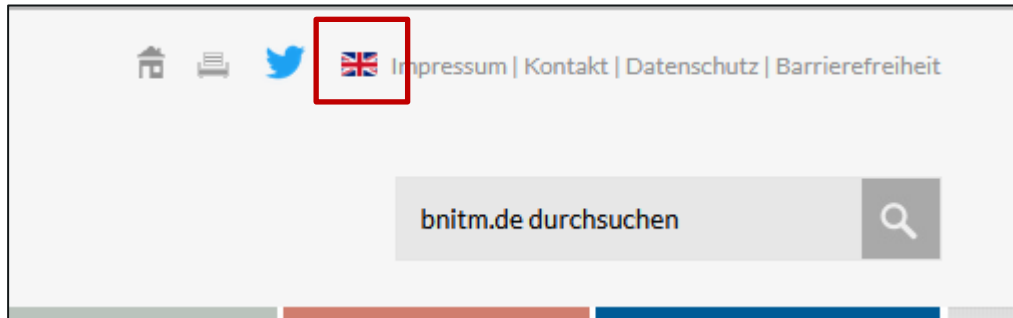 Impressum | Kontakt | Datenschutz | Barrierefreiheit
bnitm.de durchsuchen